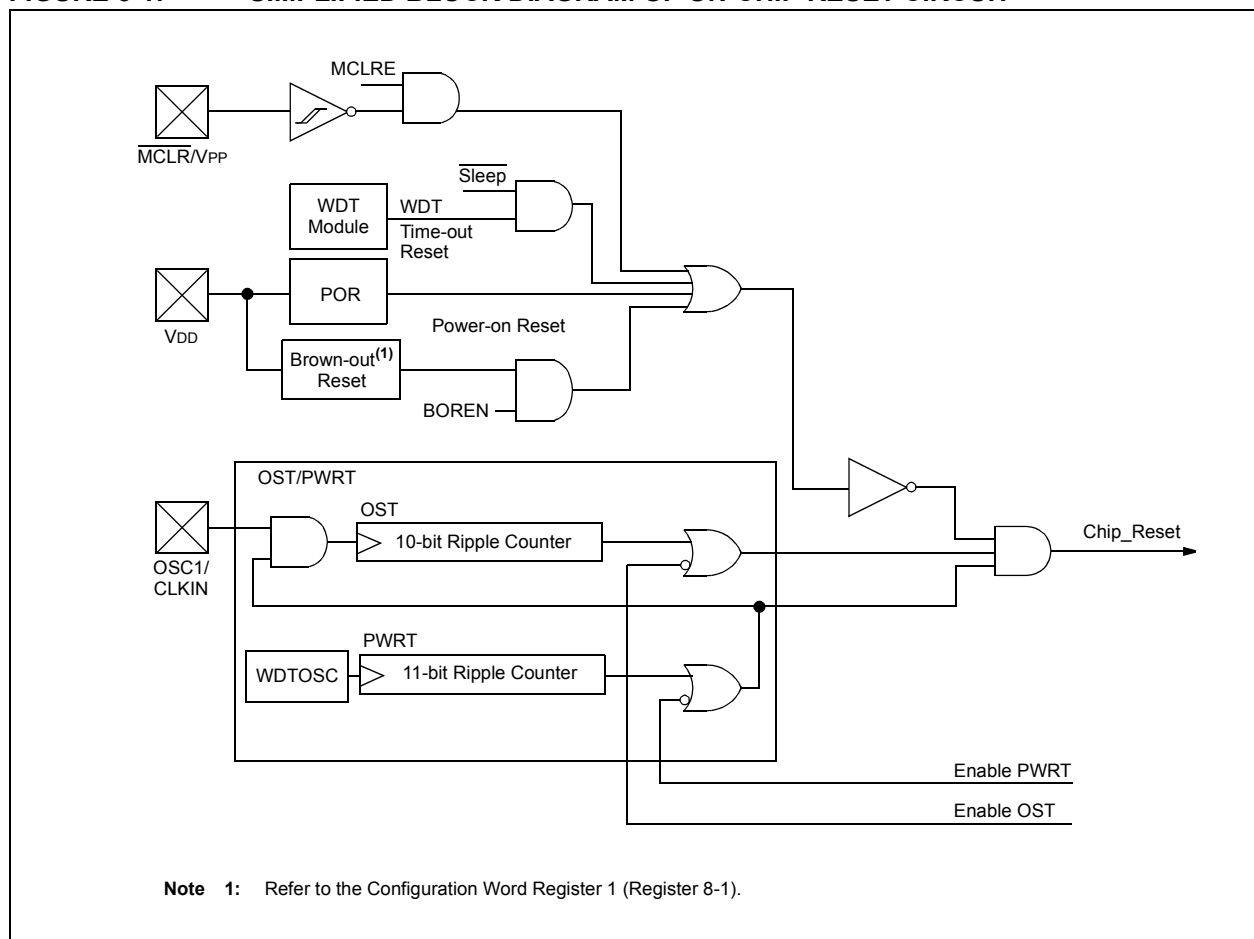 MCLRE
MCLR/VPP
Sleep
WDT
Module
WDT
Time-out
Reset
POR
VDD
Power-on Reset
Brown-out(1)
Reset
BOREN
OST/PWRT
OST
10-bit Ripple Counter
OSC1/
CLKIN
Chip_Reset
PWRT
WDTOSC
11-bit Ripple Counter
Enable PWRT
Enable OST
Note 1: Refer to the Configuration Word Register 1 (Register 8-1).